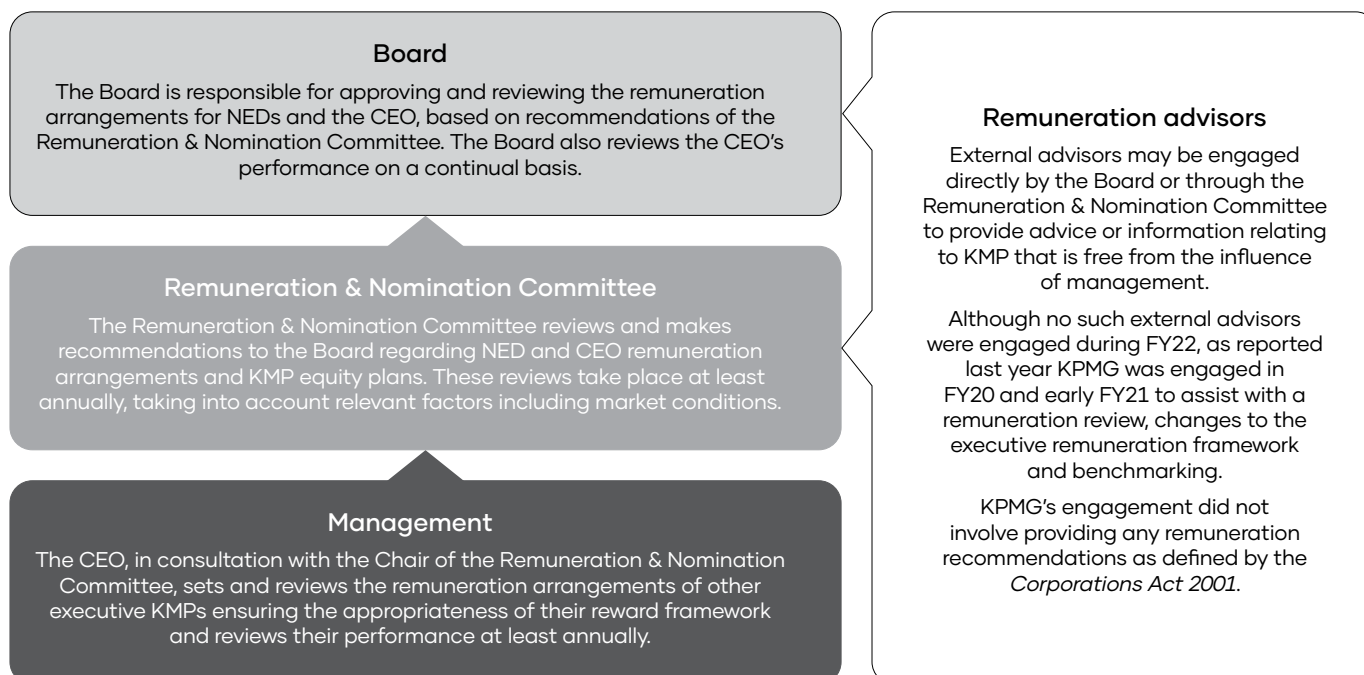 Board
The Board is responsible for approving and reviewing the remuneration
arrangements for NEDs and the CEO, based on recommendations of the
Remuneration & Nomination Committee. The Board also reviews the CEO’s
performance on a continual basis.
Remuneration & Nomination Committee
The Remuneration & Nomination Committee reviews and makes
recommendations to the Board regarding NED and CEO remuneration
arrangements and KMP equity plans. These reviews take place at least
annually, taking into account relevant factors including market conditions.
Management
The CEO, in consultation with the Chair of the Remuneration & Nomination
Committee, sets and reviews the remuneration arrangements of other
executive KMPs ensuring the appropriateness of their reward framework
and reviews their performance at least annually.
Remuneration advisors
External advisors may be engaged
directly by the Board or through the
Remuneration & Nomination Committee
to provide advice or information relating
to KMP that is free from the influence
of management.
Although no such external advisors
were engaged during FY22, as reported
last year KPMG was engaged in
FY20 and early FY21 to assist with a
remuneration review, changes to the
executive remuneration framework
and benchmarking.
KPMG’s engagement did not
involve providing any remuneration
recommendations as defined by the
Corporations Act 2001.